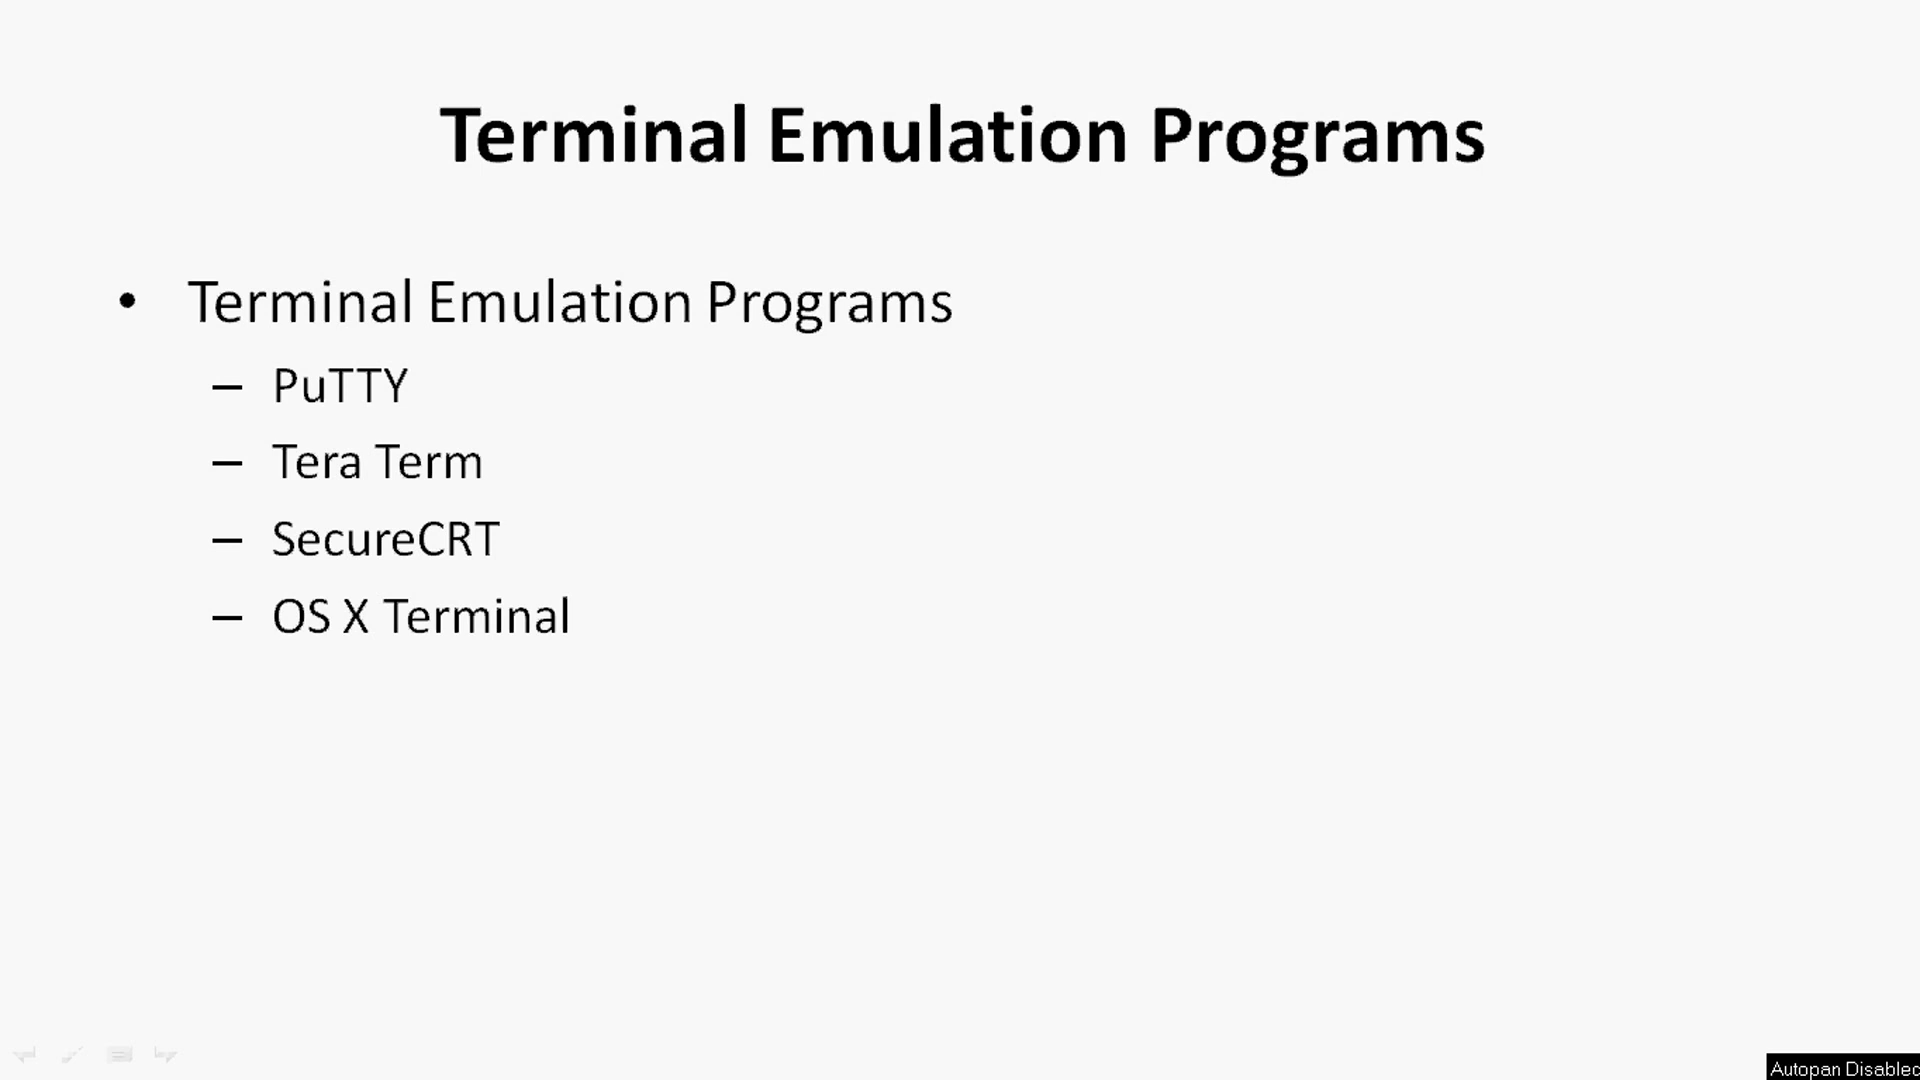 Terminal Emulation Programs
• Terminal Emulation Programs
– PuTTY
– Tera Term
– SecureCRT
– OS X Terminal
Autopan Disabled